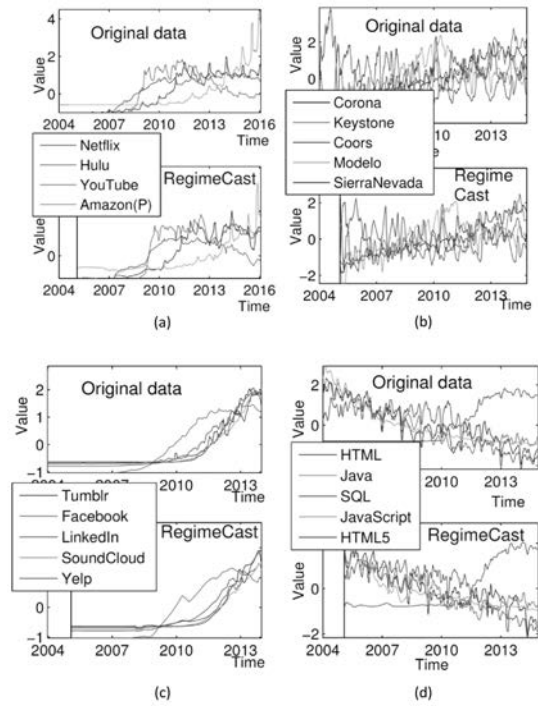 Original data
Value
4
2
0
2004 2007 2010 2013 2016
Time
Netflix
Hulu
YouTube
Amazon(P)
RegimeCast
Value
0
2004 2007 2010 2013 2016
Time
(a)
Original data
Value
2
0
2010 2013
Time
Corona
Keystone
Coors
Modelo
SierraNevada
Regime
Cast
Value
2
0
−2
2004 2007 2010 2013
Time
(b)
Original data
Value
2
1
0
−1
2004 2007 2010 2013
Time
Tumblr
Facebook
LinkedIn
SoundCloud
Yelp
RegimeCast
0
−1
2004 2007 2010 2013
Time
(c)
Original data
Value
2
0
2013
Time
HTML
Java
SQL
JavaScript
HTML5
RegimeCast
Value
0
−2
2004 2007 2010 2013
Time
(d)